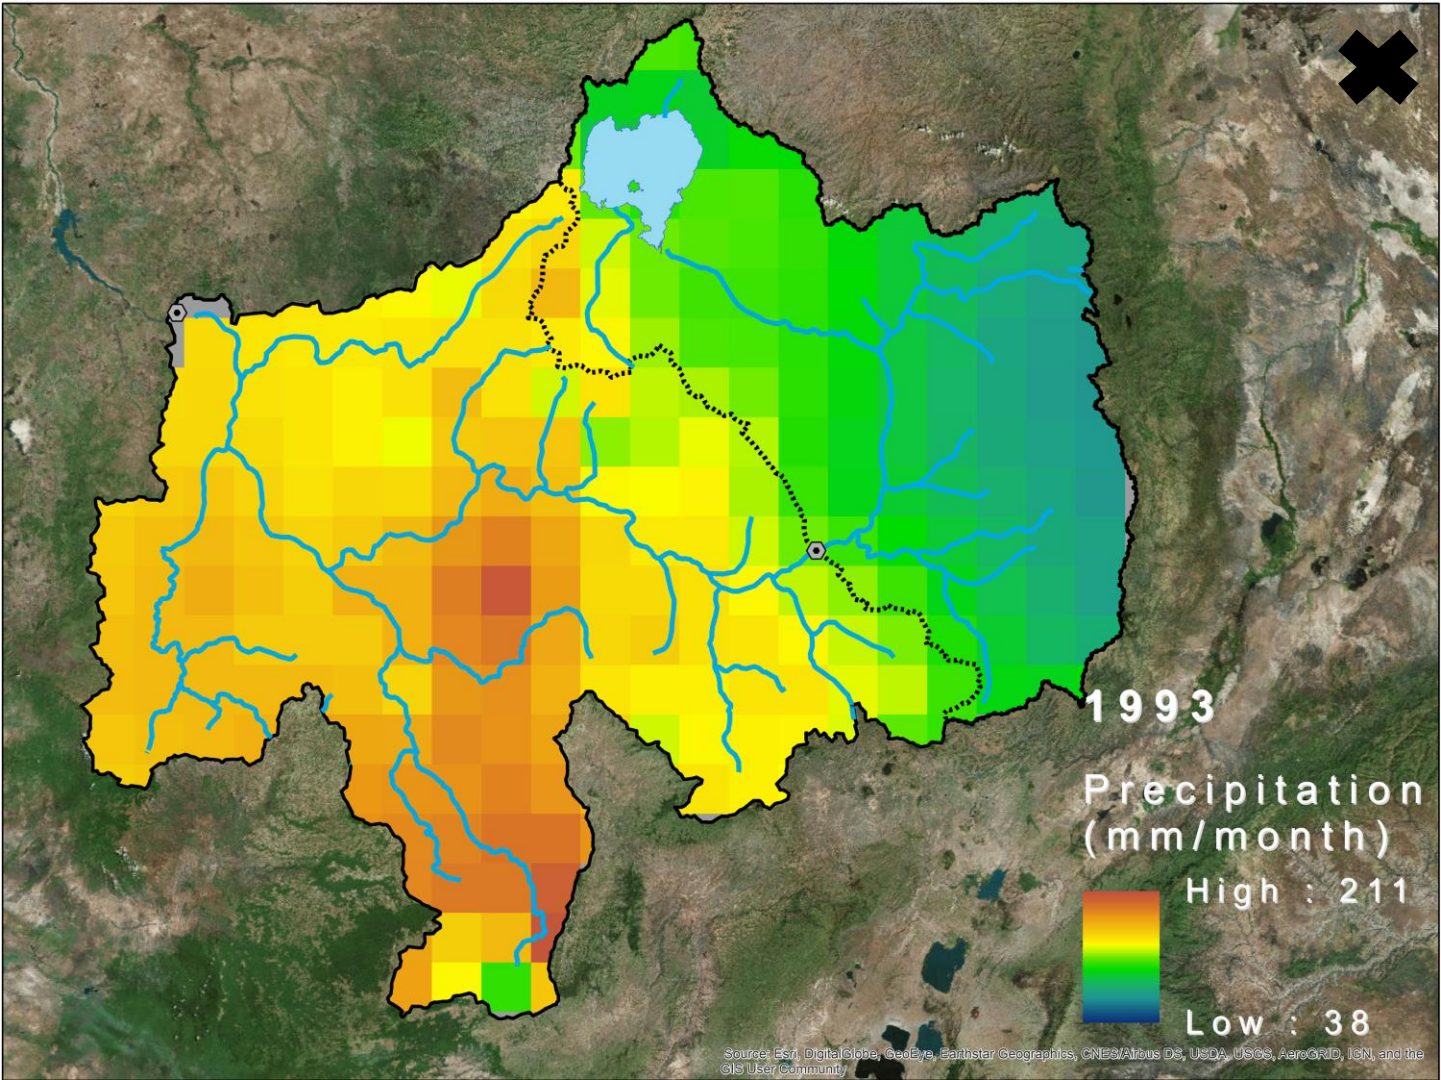 1993
Precipitation
(mm/month)
High : 211
Low : 38
Source: Esri, DigitalGlobe, GeoEye, Earthstar Geographics, CNES/Airbus DS, USDA, USGS, AeroGRID, IGN, and the
GIS User Community